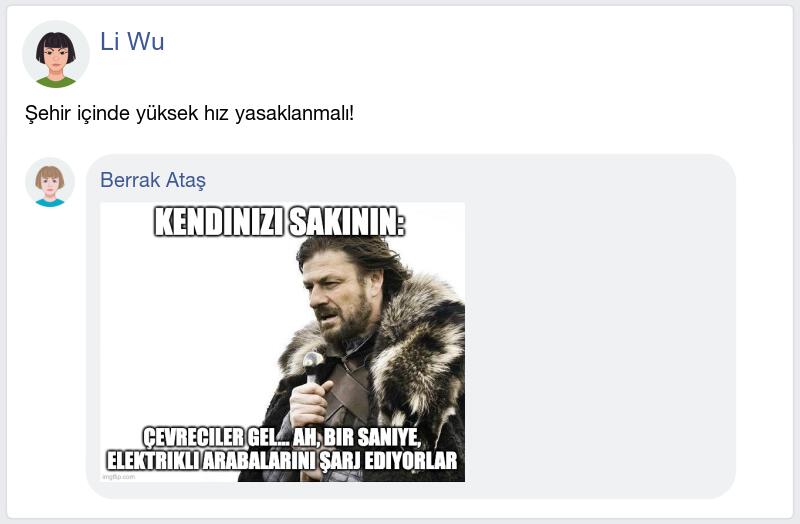 Li Wu
Şehir içinde yüksek hız yasaklanmalı!
Berrak Ataş
KENDINIZI SAKININ:
ÇEVRECILER GEL... AH, BIR SANIYE,
ELEKTRIKLI ARABALARINI ŞARJ EDIYORLAR
imgflip.com